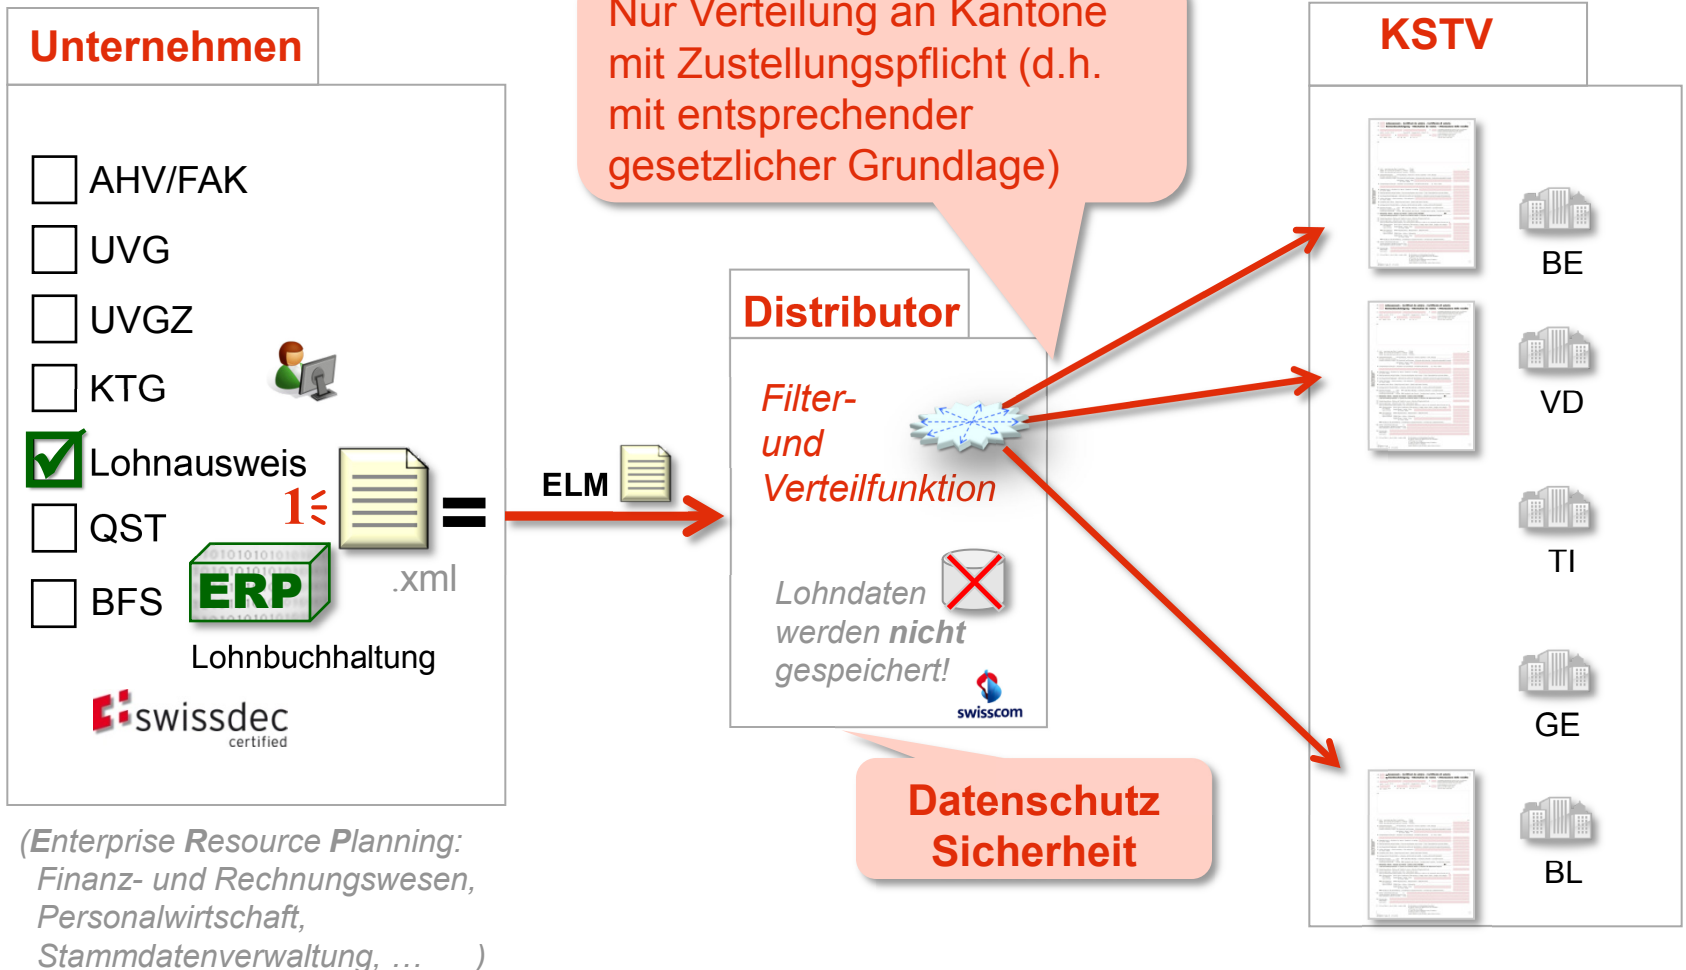 Unternehmen
AHV/FAK
UVG
UVGZ
KTG
Lohnausweis
QST
BFS
1
ERP
.xml
=
Lohnbuchhaltung
swissdec
certified
(Enterprise Resource Planning:
Finanz- und Rechnungswesen,
Personalwirtschaft,
Stammdatenverwaltung, … )
ELM
Nur Verteilung an Kantone
mit Zustellungspflicht (d.h.
mit entsprechender
gesetzlicher Grundlage)
Distributor
Filter-
und
Verteilfunktion
Lohndaten
werden nicht
gespeichert!
swisscom
Datenschutz
Sicherheit
KSTV
BE
VD
TI
GE
BL